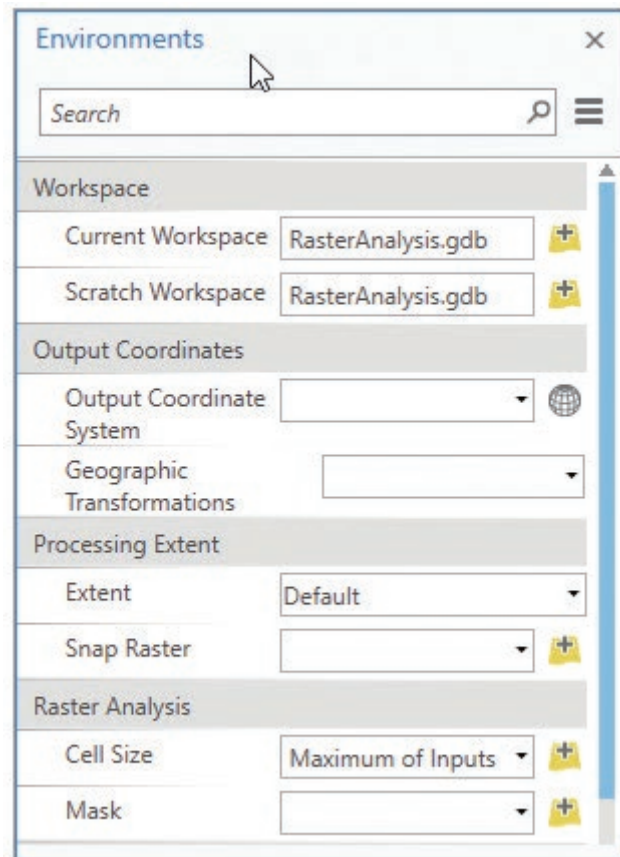 Environments
Search
Workspace
Current Workspace RasterAnalysis.gdb
Scratch Workspace RasterAnalysis.gdb
Output Coordinates
Output Coordinate
System
Geographic
Transformations
Processing Extent
Extent Default
Snap Raster
Raster Analysis
Cell Size Maximum of Inputs
Mask